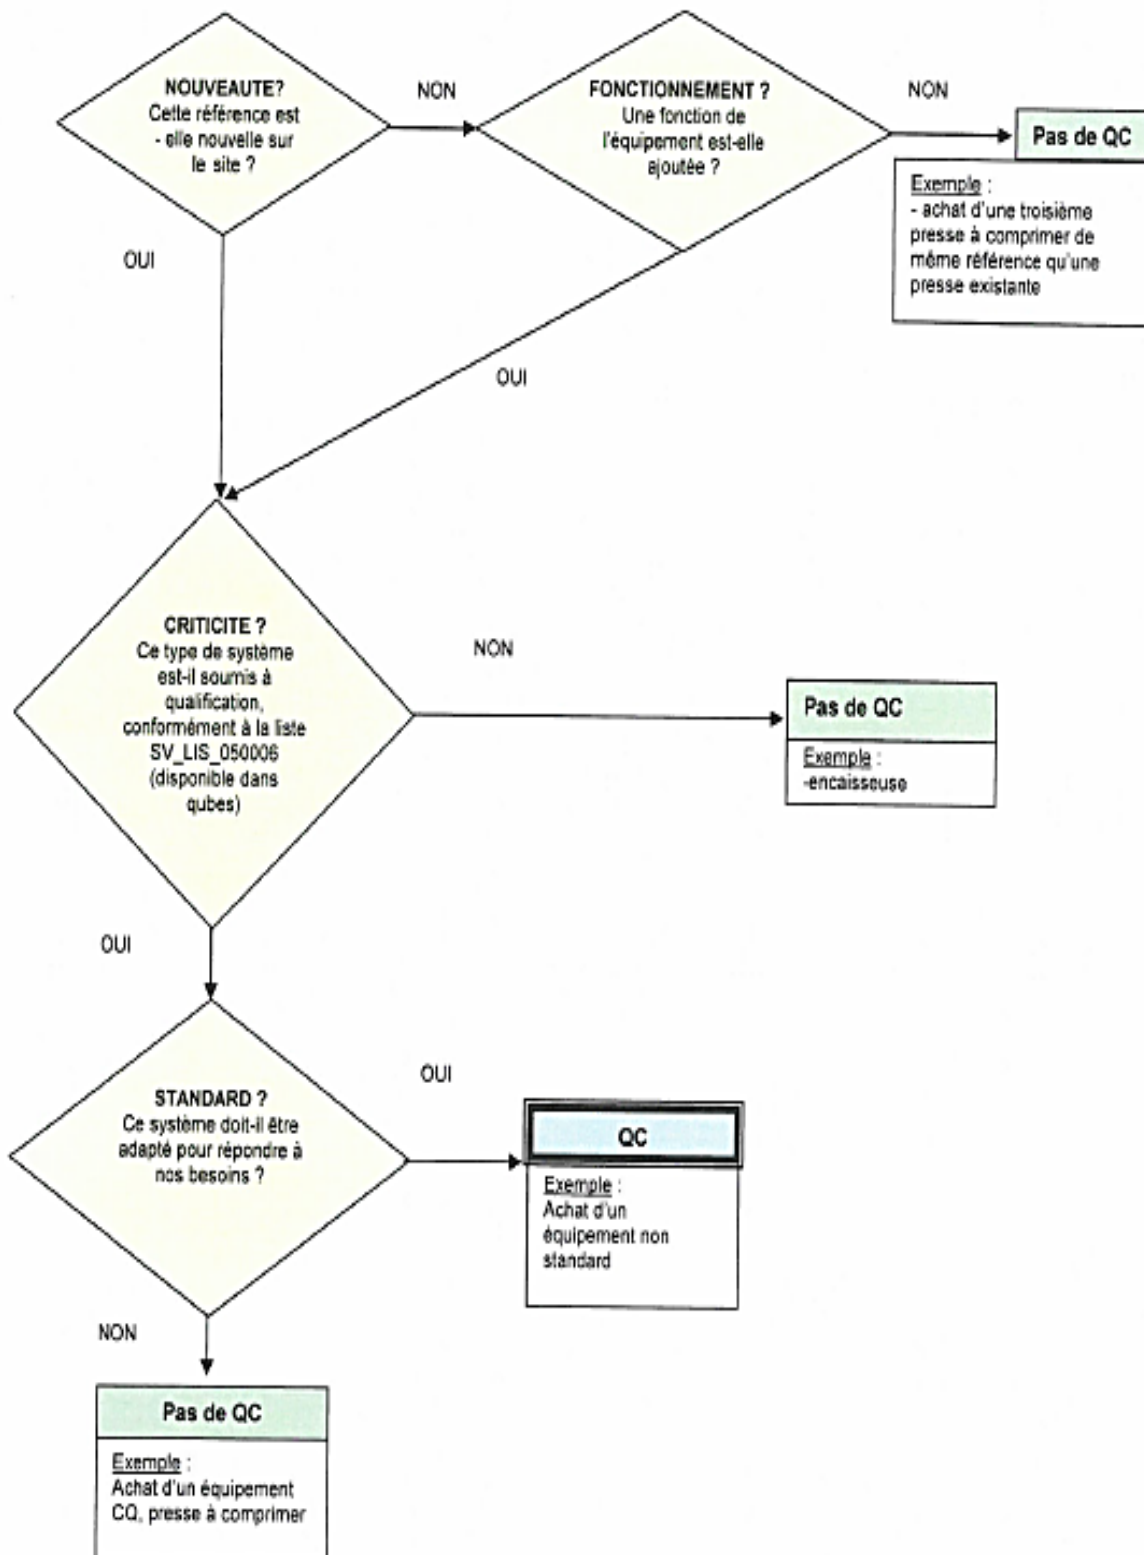 NOUVEAUTE?
Cette référence est
- elle nouvelle sur
le site ?
NON
FONCTIONNEMENT ?
Une fonction de
l'équipement est-elle
ajoutée ?
NON
Pas de QC
Exemple :
- achat d'une troisième
presse à comprimer de
même référence qu'une
presse existante
OUI
OUI
CRITICITE ?
Ce type de système
est-il soumis à
qualification,
conformément à la liste
SV_LIS_050006
(disponible dans
qubes)
NON
Pas de QC
Exemple :
-encaisseuse
OUI
STANDARD ?
Ce système doit-il être
adapté pour répondre à
nos besoins ?
OUI
QC
Exemple :
Achat d'un
équipement non
standard
NON
Pas de QC
Exemple :
Achat d'un équipement
CQ, presse à comprimer